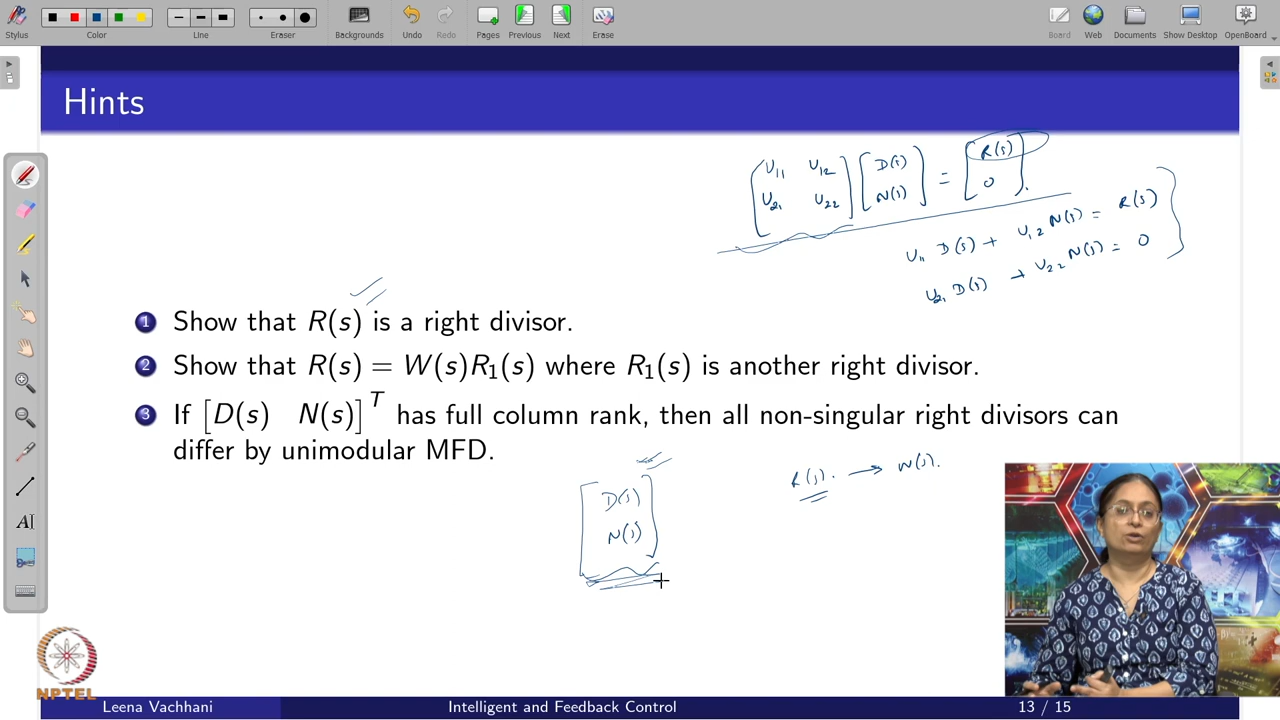 Stylus
Color
Line
Eraser
Backgrounds
Undo
Redo
Pages
Previous
Next
Erase
Board
Web
Documents
Show Desktop
OpenBoard
Hints
[U11 U12 U21 U22] [D(s) N(s)] = [R(s) 0].
U11 D(s) + U12 N(s) = R(s)
U21 D(s) + U22 N(s) = 0
1 Show that R(s) is a right divisor.
2 Show that R(s) = W(s)R₁(s) where R₁(s) is another right divisor.
3 If [D(s) N(s)]ᵀ has full column rank, then all non-singular right divisors can
differ by unimodular MFD.
R(s). → W(s).
[D(s)
N(s)]
NPTEL
Leena Vachhani
Intelligent and Feedback Control
13 / 15